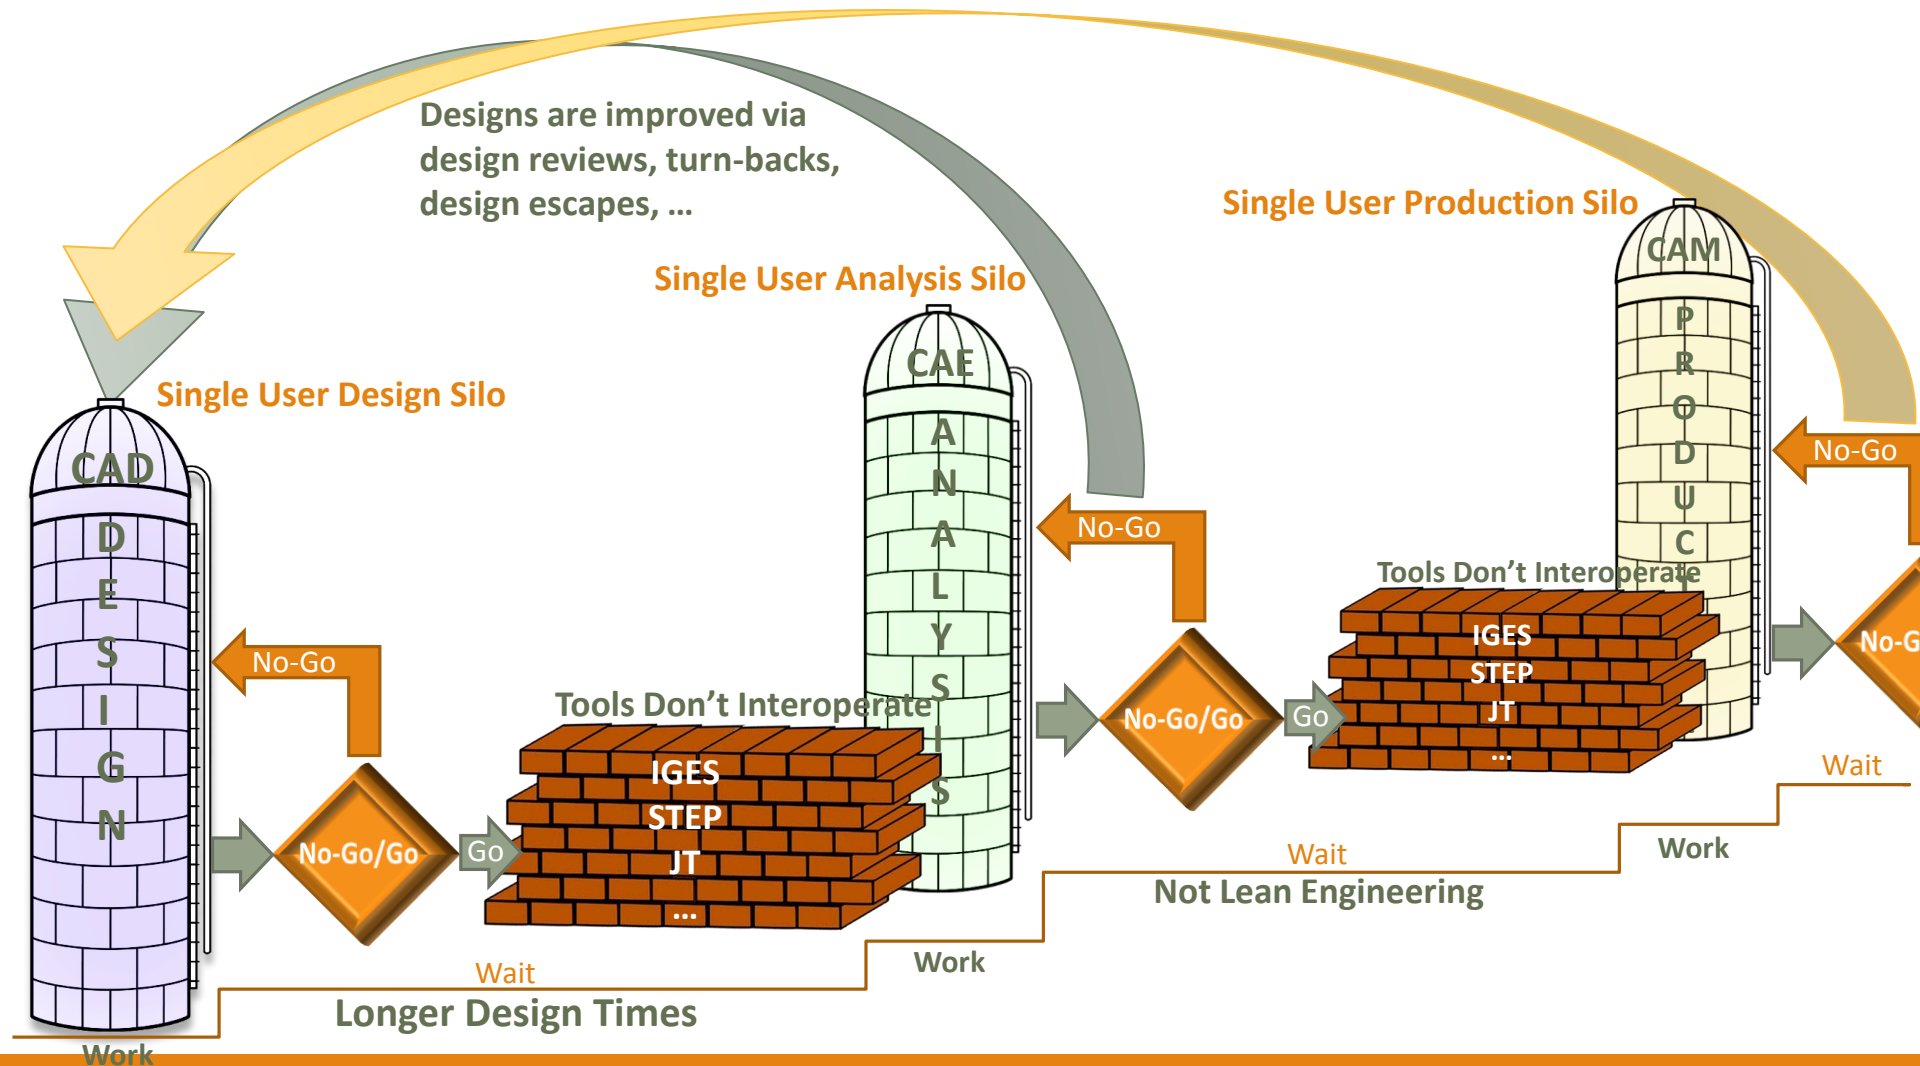 Designs are improved via
design reviews, turn-backs,
design escapes, ...
Single User Production Silo
Single User Analysis Silo
Single User Design Silo
CAD
D
E
S
I
G
N
No-Go
No-Go/Go
Go
Tools Don't Interoperate
IGES
STEP
JT
...
CAE
A
N
A
L
Y
S
I
S
No-Go
No-Go/Go
Go
Tools Don't Interoperate
IGES
STEP
JT
...
CAM
P
R
O
D
U
C
T
No-Go
No-G
Work
Wait
Longer Design Times
Work
Wait
Not Lean Engineering
Work
Wait